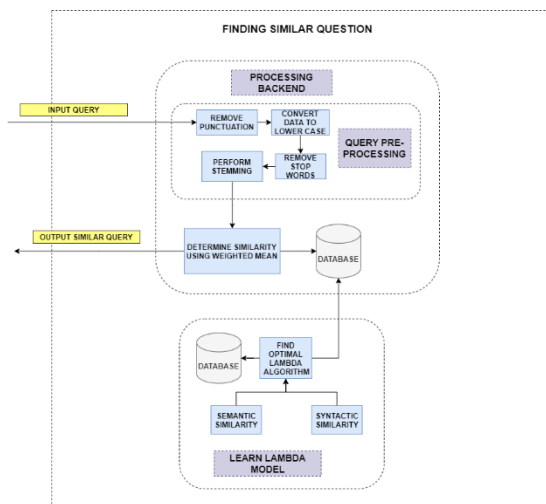 FINDING SIMILAR QUESTION
PROCESSING
BACKEND
INPUT QUERY
REMOVE
PUNCTUATION
CONVERT
DATA TO
LOWER CASE
QUERY PRE-
PROCESSING
PERFORM
STEMMING
REMOVE
STOP
WORDS
OUTPUT SIMILAR QUERY
DETERMINE SIMILARITY
USING WEIGHTED MEAN
DATABASE
DATABASE
FIND
OPTIMAL
LAMBDA
ALGORITHM
SEMANTIC
SIMILARITY
SYNTACTIC
SIMILARITY
LEARN LAMBDA
MODEL